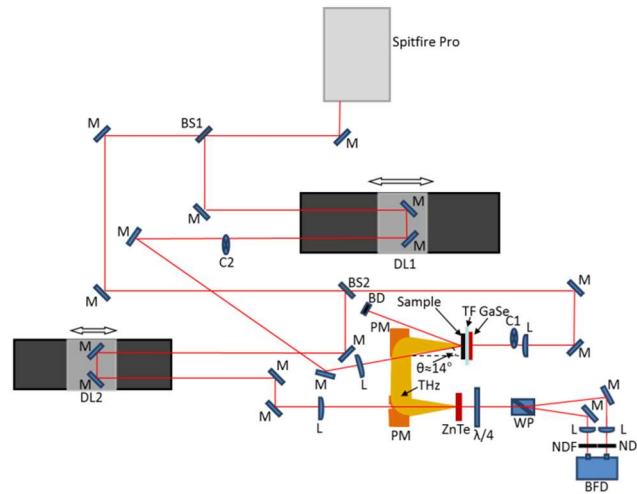 Spitfire Pro
M
BS1
M
M
M
M
C2
M
DL1
M
BS2
M
BD
Sample
TF GaSe
C1
L
PM
M
M
M
DL2
M
M
L
θ≈14°
THz
M
L
PM
ZnTe
λ/4
WP
M
M
L
L
NDF
ND
BFD